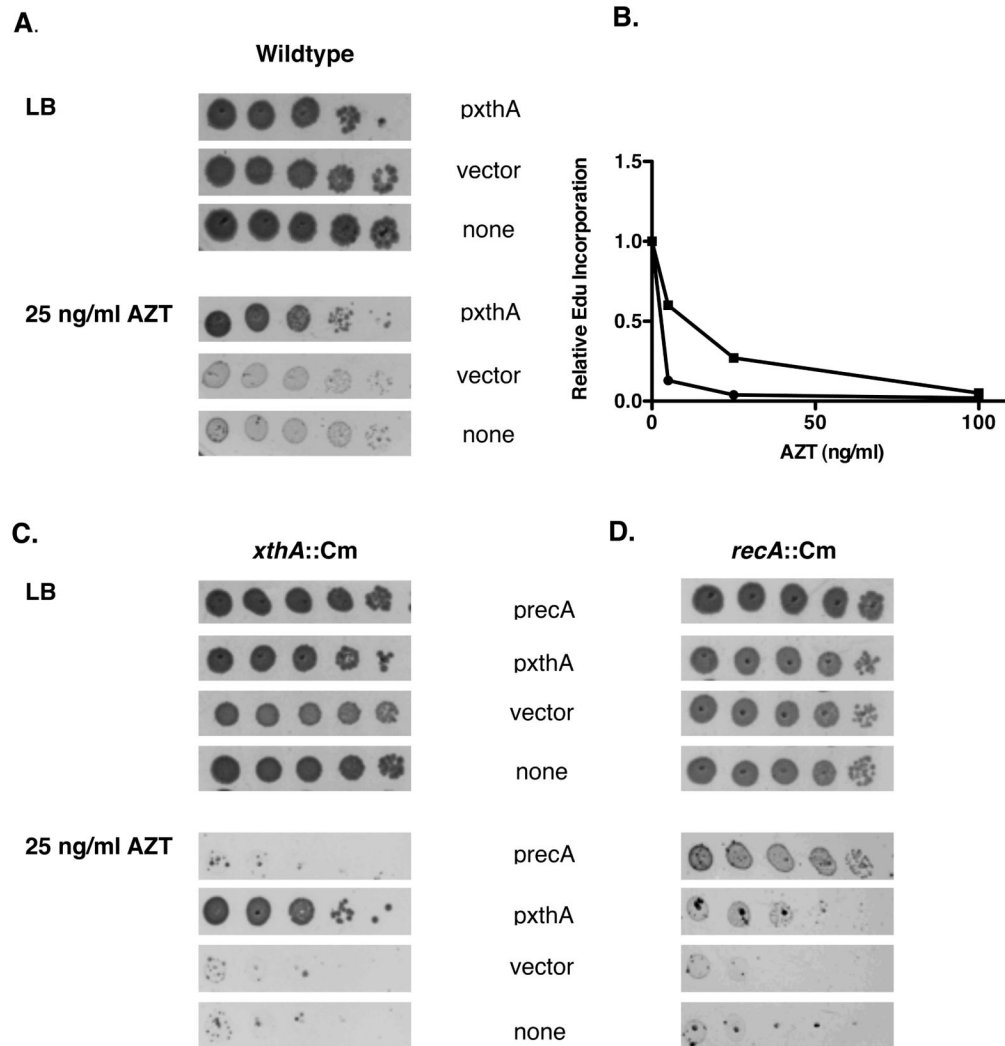 A.
Wildtype
LB
pxthA
vector
none
25 ng/ml AZT
pxthA
vector
none
B.
1.5
1.0
0.5
0.0
0
50
100
Relative Edu Incorporation
AZT (ng/ml)
C.
xthA::Cm
D.
recA::Cm
LB
precA
pxthA
vector
none
25 ng/ml AZT
precA
pxthA
vector
none